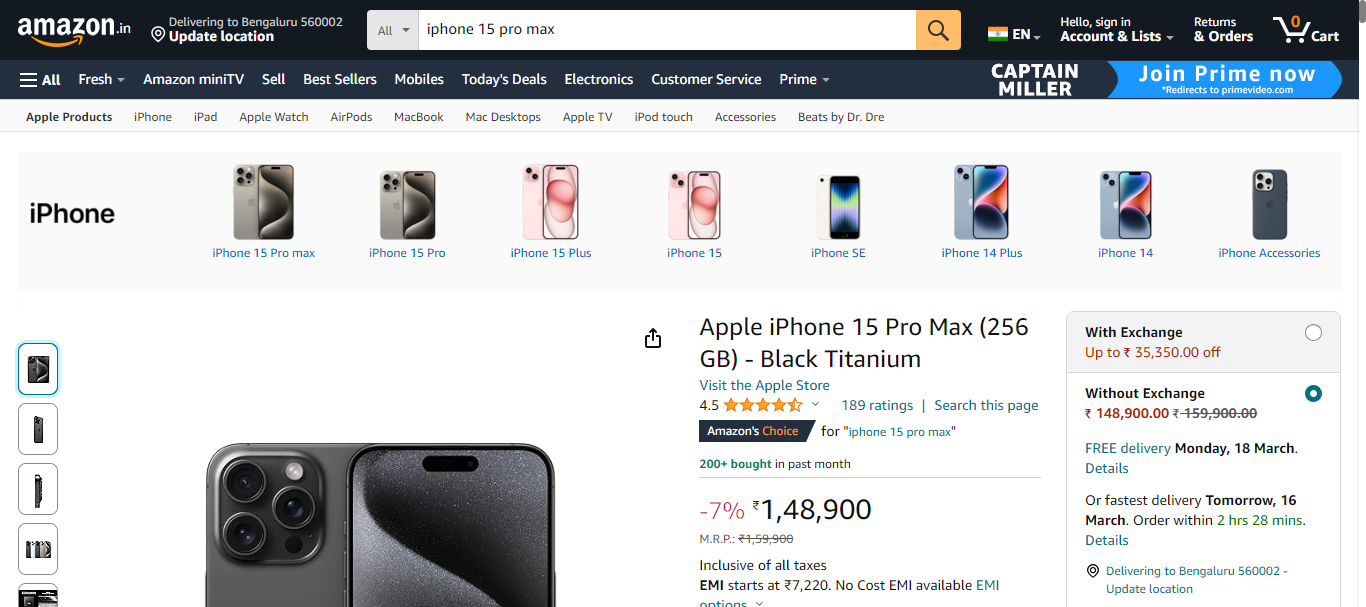 amazon.in
Delivering to Bengaluru 560002
Update location
All
iphone 15 pro max
EN
Hello, sign in
Account & Lists
Returns
& Orders
0
Cart
All
Fresh
Amazon miniTV
Sell
Best Sellers
Mobiles
Today's Deals
Electronics
Customer Service
Prime
CAPTAIN
MILLER
Join Prime now
*Redirects to primevideo.com
Apple Products
iPhone
iPad
Apple Watch
AirPods
MacBook
Mac Desktops
Apple TV
iPod touch
Accessories
Beats by Dr. Dre
iPhone
iPhone 15 Pro max
iPhone 15 Pro
iPhone 15 Plus
iPhone 15
iPhone SE
iPhone 14 Plus
iPhone 14
iPhone Accessories
Apple iPhone 15 Pro Max (256
GB) - Black Titanium
Visit the Apple Store
4.5
189 ratings | Search this page
Amazon's Choice for "iphone 15 pro max"
200+ bought in past month
-7% ₹1,48,900
M.R.P.: ₹1,59,900
Inclusive of all taxes
EMI starts at ₹7,220. No Cost EMI available EMI
options
With Exchange
Up to ₹ 35,350.00 off
Without Exchange
₹ 148,900.00 ₹ 159,900.00
FREE delivery Monday, 18 March.
Details
Or fastest delivery Tomorrow, 16
March. Order within 2 hrs 28 mins.
Details
Delivering to Bengaluru 560002 -
Update location